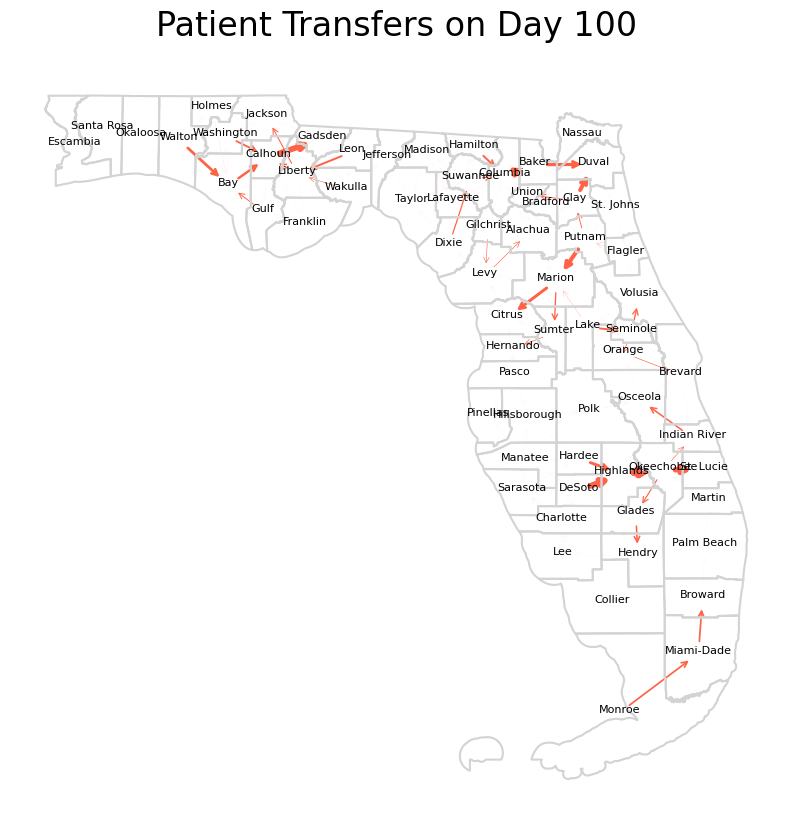 Patient Transfers on Day 100
Nassau
Holmes
Jackson
Santa Rosa
Okaloosa
Walton
Washington
Gadsden
Escambia
Calhoun
Leon
Jefferson
Madison
Hamilton
Baker
Duval
Liberty
Suwannee
Columbia
Bay
Wakulla
Taylor
Lafayette
Union
Bradford
Clay
St. Johns
Gulf
Franklin
Gilchrist
Alachua
Putnam
Dixie
Flagler
Levy
Marion
Volusia
Citrus
Lake
Sumter
Seminole
Hernando
Orange
Pasco
Brevard
Osceola
Pinellas
Hillsborough
Polk
Indian River
Manatee
Hardee
Highlands
Okeechobee
St. Lucie
Sarasota
DeSoto
Martin
Charlotte
Glades
Lee
Hendry
Palm Beach
Collier
Broward
Miami-Dade
Monroe